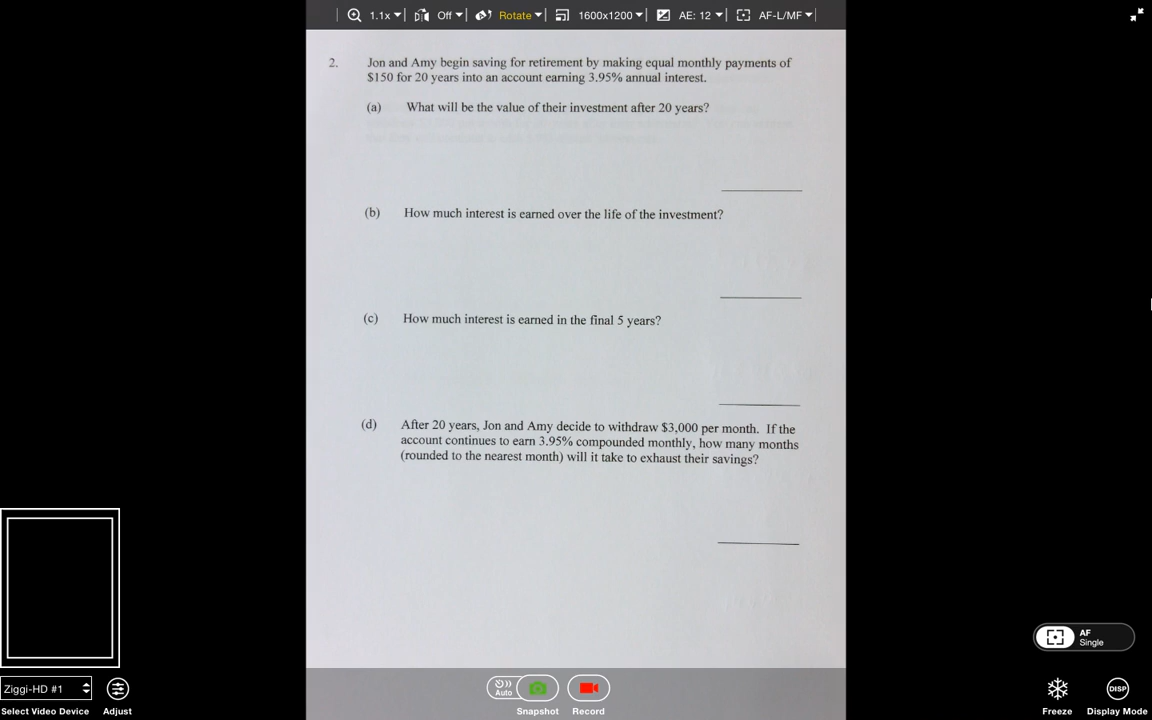 1.1x Off Rotate 1600x1200 AE: 12 AF-L/MF
2. Jon and Amy begin saving for retirement by making equal monthly payments of
$150 for 20 years into an account earning 3.95% annual interest.
(a) What will be the value of their investment after 20 years?
(b) How much interest is earned over the life of the investment?
(c) How much interest is earned in the final 5 years?
(d) After 20 years, Jon and Amy decide to withdraw $3,000 per month. If the
account continues to earn 3.95% compounded monthly, how many months
(rounded to the nearest month) will it take to exhaust their savings?
AF
Single
Ziggi-HD #1
Auto
DISP
Select Video Device Adjust Snapshot Record Freeze Display Mode